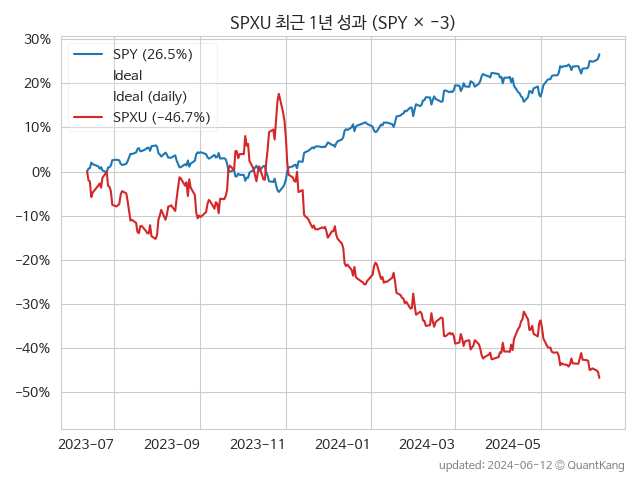 SPXU 최근 1년 성과 (SPY × −3)
30%
20%
10%
0%
−10%
−20%
−30%
−40%
−50%
SPY (26.5%)
Ideal
Ideal (daily)
SPXU (−46.7%)
2023−07
2023−09
2023−11
2024−01
2024−03
2024−05
updated: 2024-06-12 © QuantKang